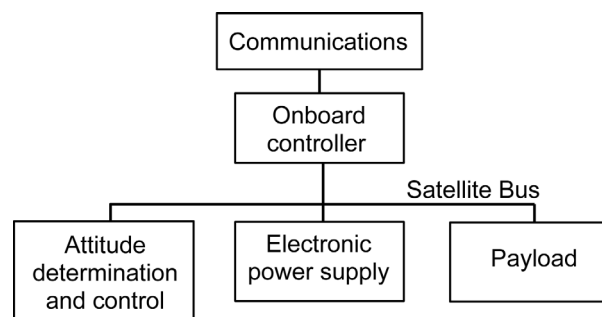 Communications
Onboard
controller
Satellite Bus
Attitude
determination
and control
Electronic
power supply
Payload